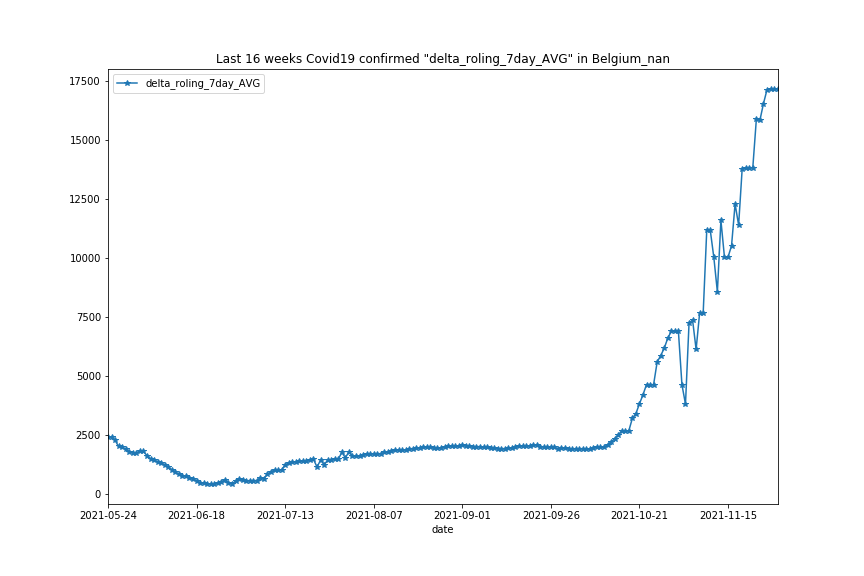 Last 16 weeks Covid19 confirmed "delta_roling_7day_AVG" in Belgium_nan
delta_roling_7day_AVG
17500
15000
12500
10000
7500
5000
2500
0
2021-05-24 2021-06-18 2021-07-13 2021-08-07 2021-09-01 2021-09-26 2021-10-21 2021-11-15
date